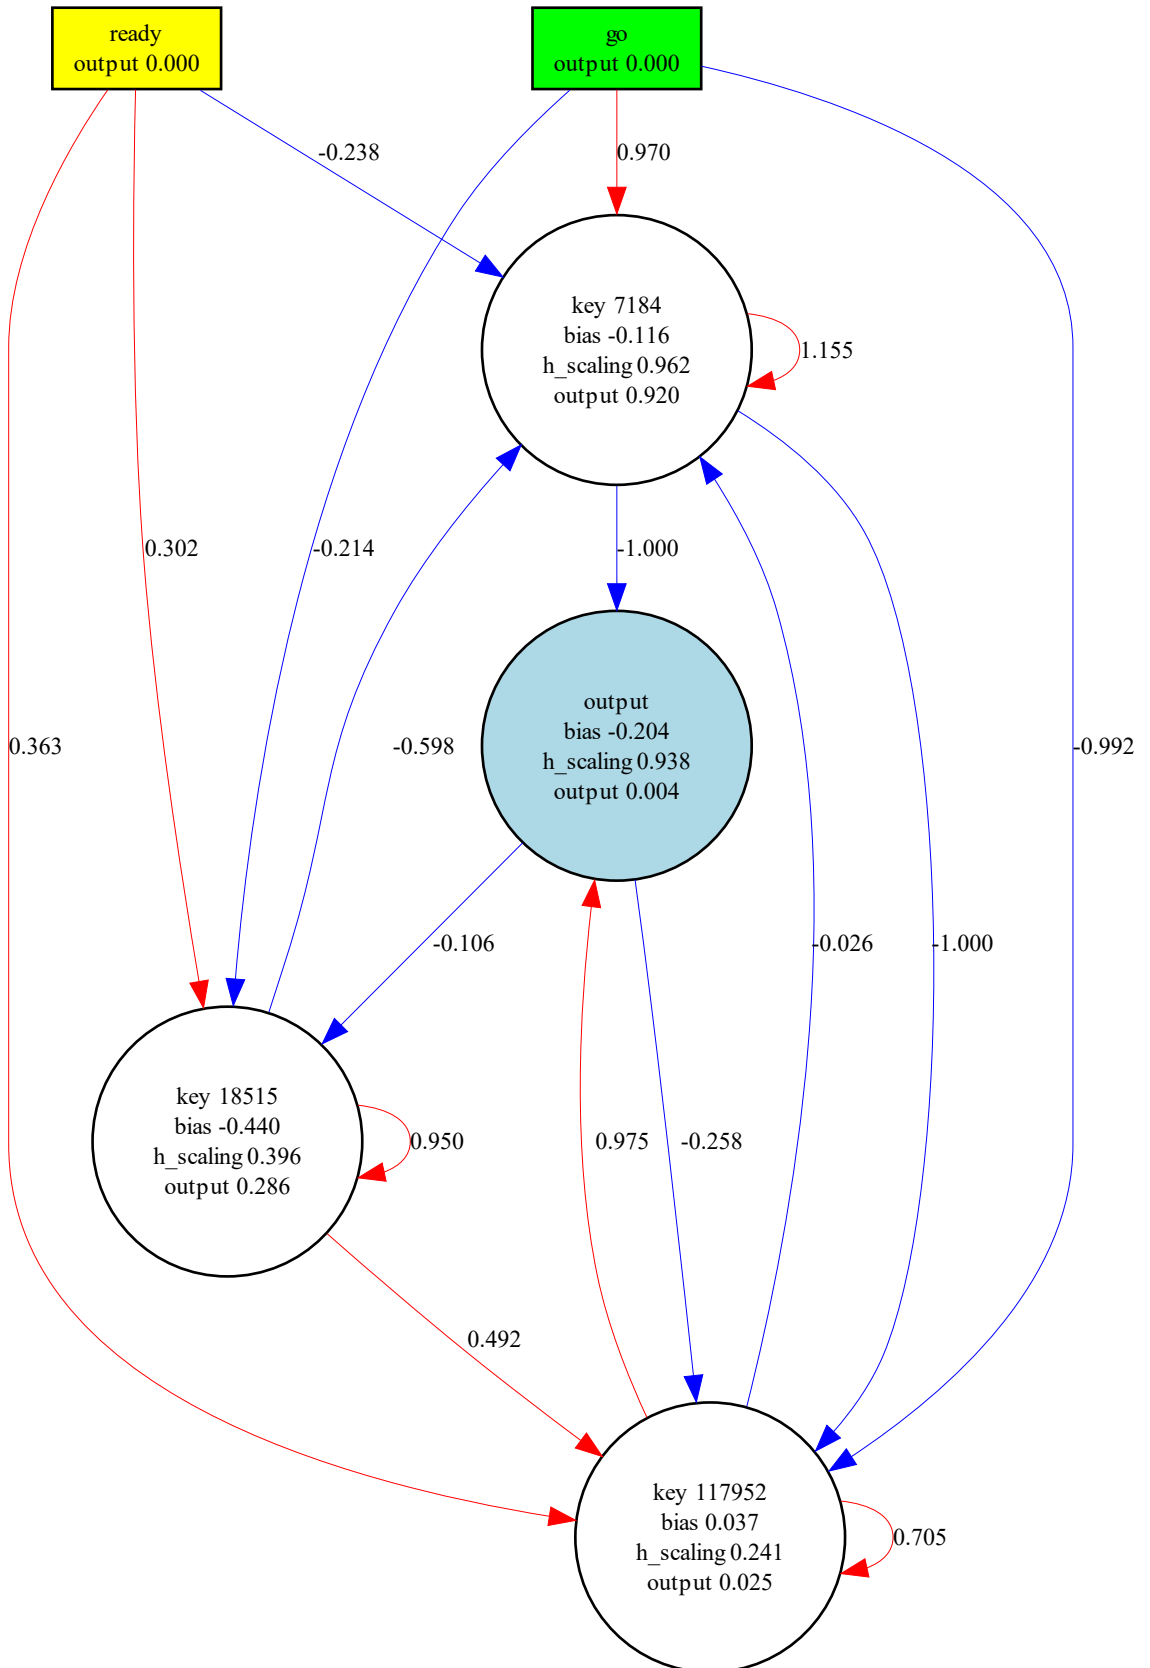 ready
output 0.000
go
output 0.000
-0.238
0.970
key 7184
bias -0.116
h_scaling 0.962
output 0.920
1.155
0.302
-0.214
-1.000
output
bias -0.204
h_scaling 0.938
output 0.004
0.363
-0.598
-0.992
-0.106
-0.026
-1.000
key 18515
bias -0.440
h_scaling 0.396
output 0.286
0.950
0.975
-0.258
0.492
key 117952
bias 0.037
h_scaling 0.241
output 0.025
0.705